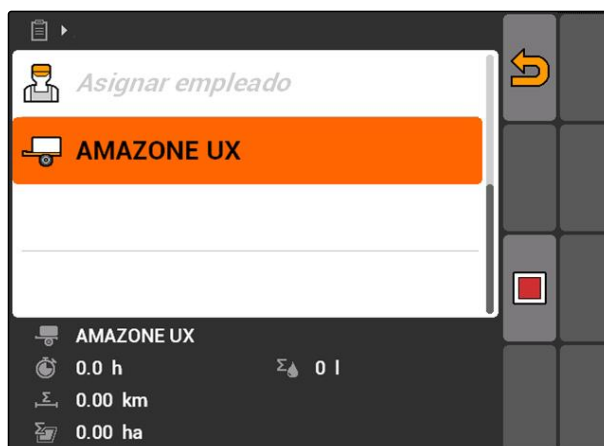 Asignar empleado
AMAZONE UX
AMAZONE UX
0.0 h
0 l
0.00 km
0.00 ha